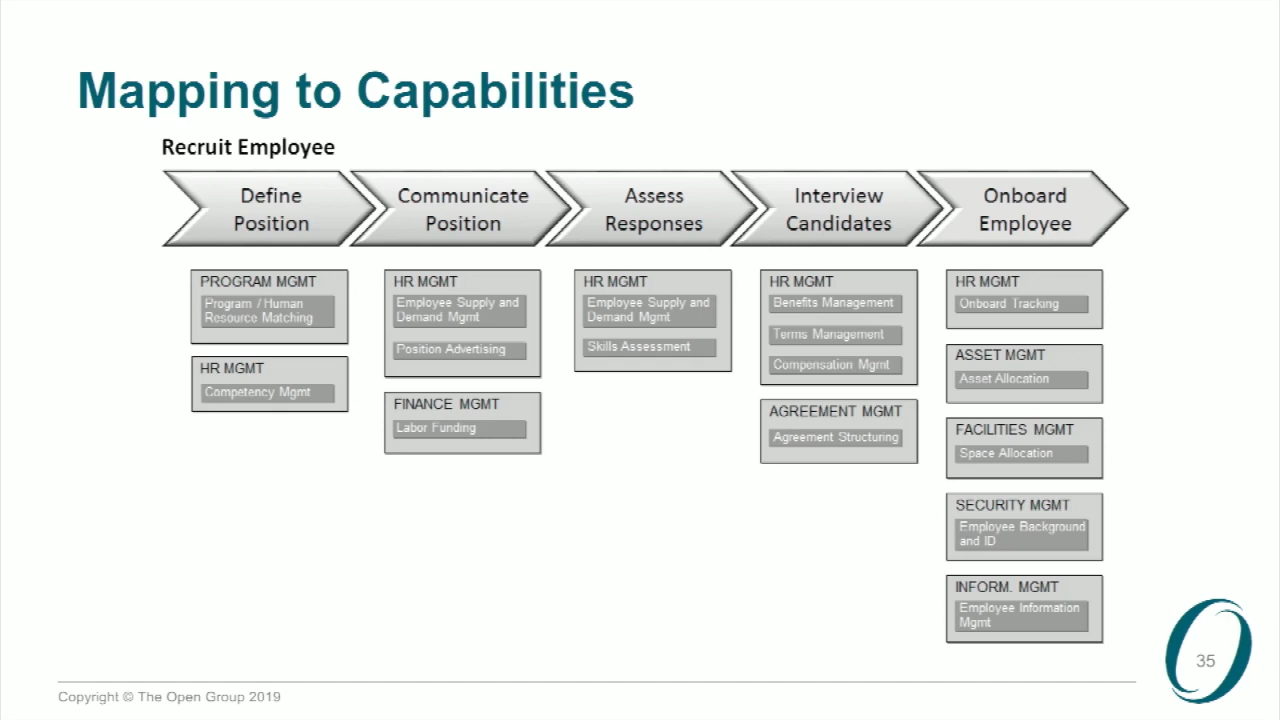 Mapping to Capabilities
Recruit Employee
Define
Position
Communicate
Position
Assess
Responses
Interview
Candidates
Onboard
Employee
PROGRAM MGMT
Program / Human
Resource Matching
HR MGMT
Competency Mgmt
HR MGMT
Employee Supply and
Demand Mgmt
Position Advertising
FINANCE MGMT
Labor Funding
HR MGMT
Employee Supply and
Demand Mgmt
Skills Assessment
HR MGMT
Benefits Management
Terms Management
Compensation Mgmt
AGREEMENT MGMT
Agreement Structuring
HR MGMT
Onboard Tracking
ASSET MGMT
Asset Allocation
FACILITIES MGMT
Space Allocation
SECURITY MGMT
Employee Background
and ID
INFORM. MGMT
Employee Information
Mgmt
35
Copyright © The Open Group 2019